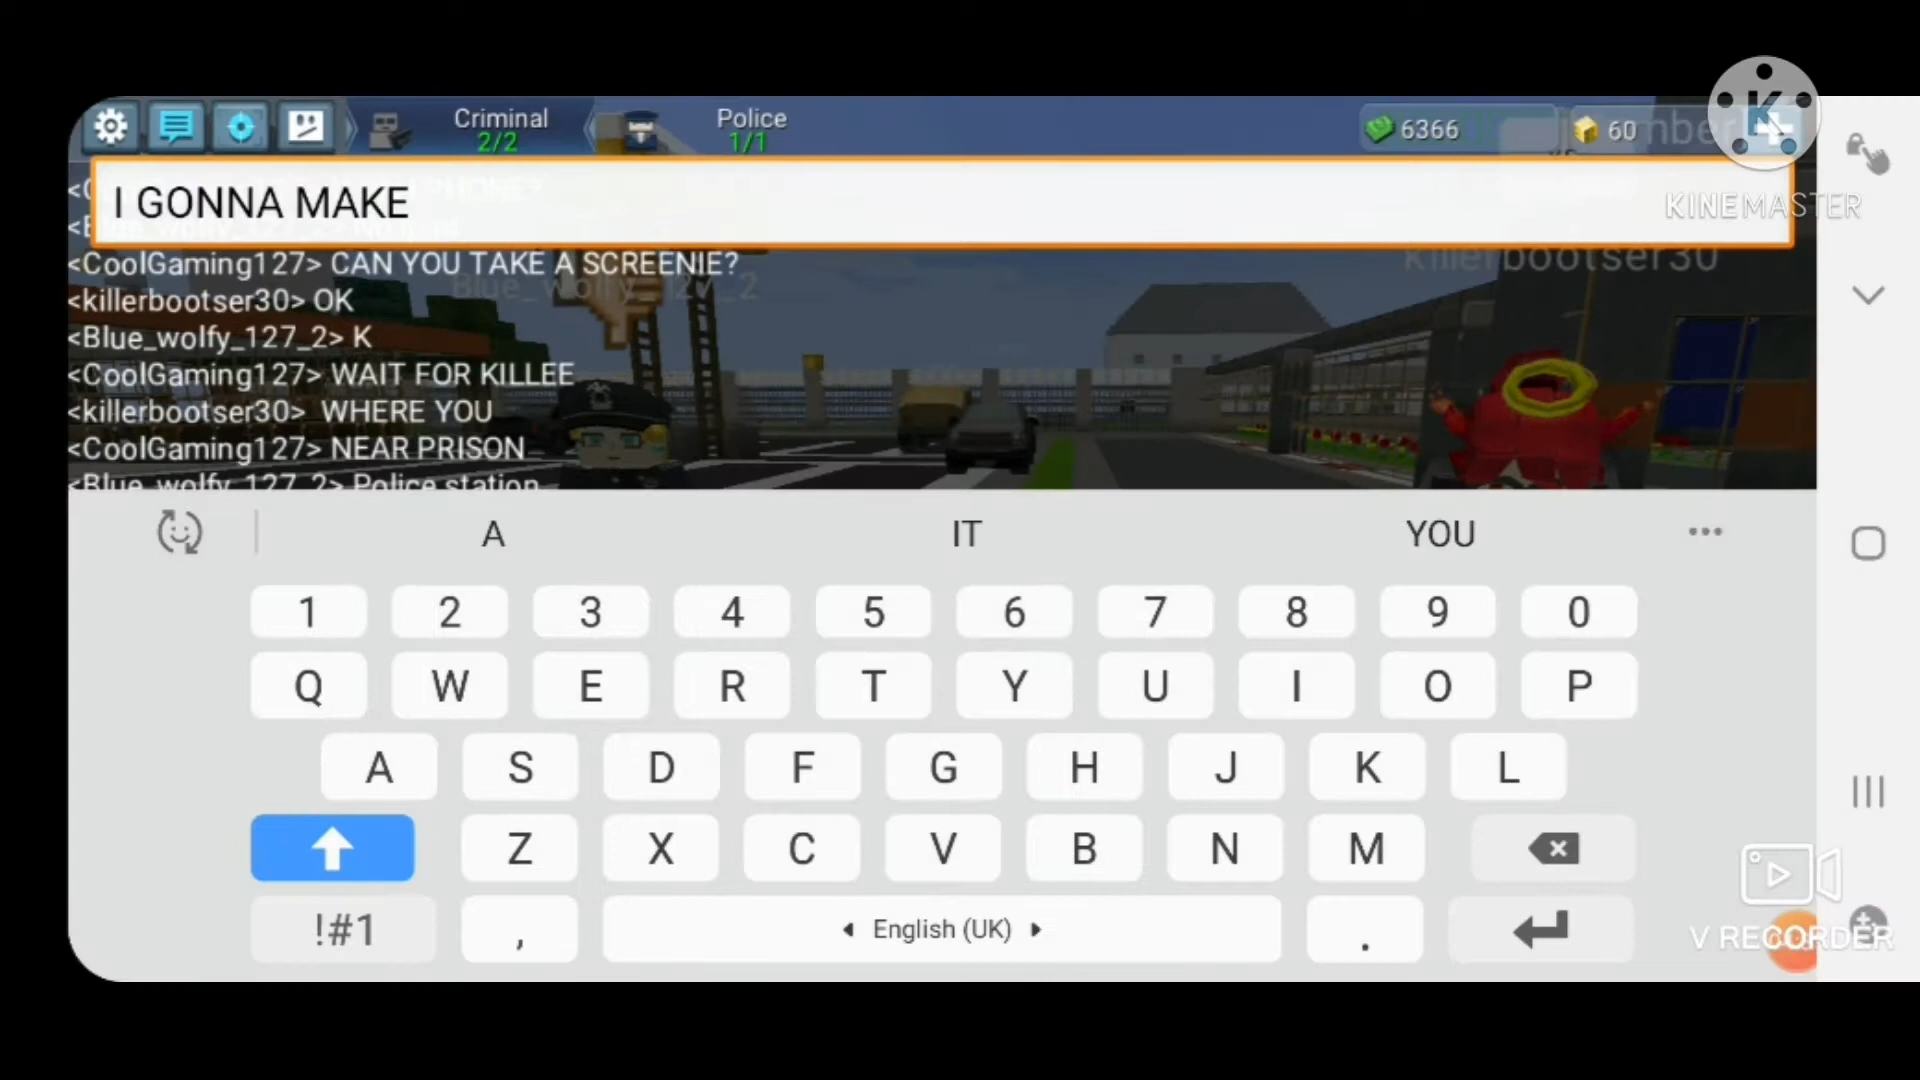 Criminal
2/2
Police
1/1
6366
60
KINEMASTER
I GONNA MAKE
<CoolGaming127> CAN YOU TAKE A SCREENIE?
killerbootser30
Blue_wolfy_127_2
<killerbootser30> OK
<Blue_wolfy_127_2> K
<CoolGaming127> WAIT FOR KILLEE
<killerbootser30> WHERE YOU
<CoolGaming127> NEAR PRISON
<Blue_wolfy_127_2> Police station
A IT YOU
1 2 3 4 5 6 7 8 9 0
Q W E R T Y U I O P
A S D F G H J K L
Z X C V B N M
!#1 , English (UK) .
V RECORDER